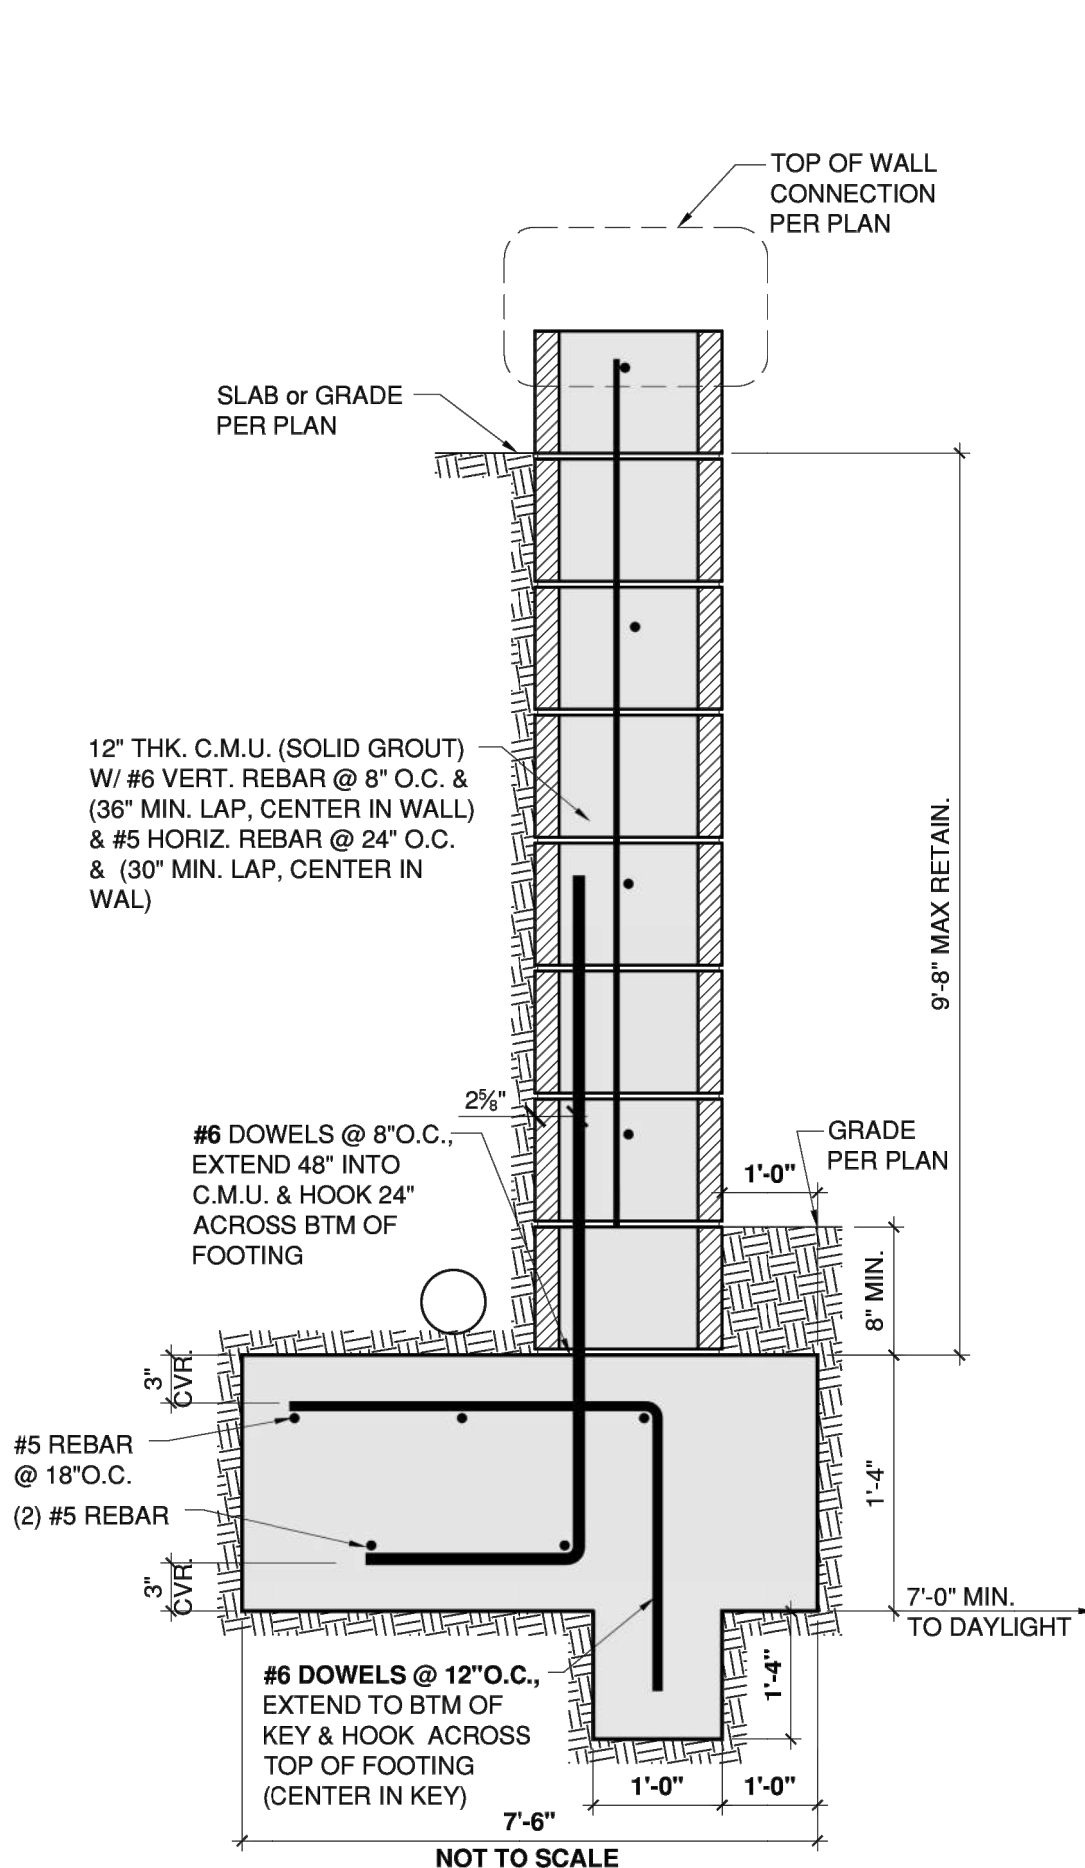 TOP OF WALL
CONNECTION
PER PLAN
SLAB or GRADE
PER PLAN
12" THK. C.M.U. (SOLID GROUT)
W/ #6 VERT. REBAR @ 8" O.C. &
(36" MIN. LAP, CENTER IN WALL)
& #5 HORIZ. REBAR @ 24" O.C.
& (30" MIN. LAP, CENTER IN
WAL)
9'-8" MAX RETAIN.
2⅝"
#6 DOWELS @ 8"O.C.,
EXTEND 48" INTO
C.M.U. & HOOK 24"
ACROSS BTM OF
FOOTING
GRADE
PER PLAN
1'-0"
8" MIN.
3"
CVR.
#5 REBAR
@ 18"O.C.
(2) #5 REBAR
3"
CVR.
1'-4"
7'-0" MIN.
TO DAYLIGHT
#6 DOWELS @ 12"O.C.,
EXTEND TO BTM OF
KEY & HOOK ACROSS
TOP OF FOOTING
(CENTER IN KEY)
1'-4"
1'-0"
1'-0"
7'-6"
NOT TO SCALE